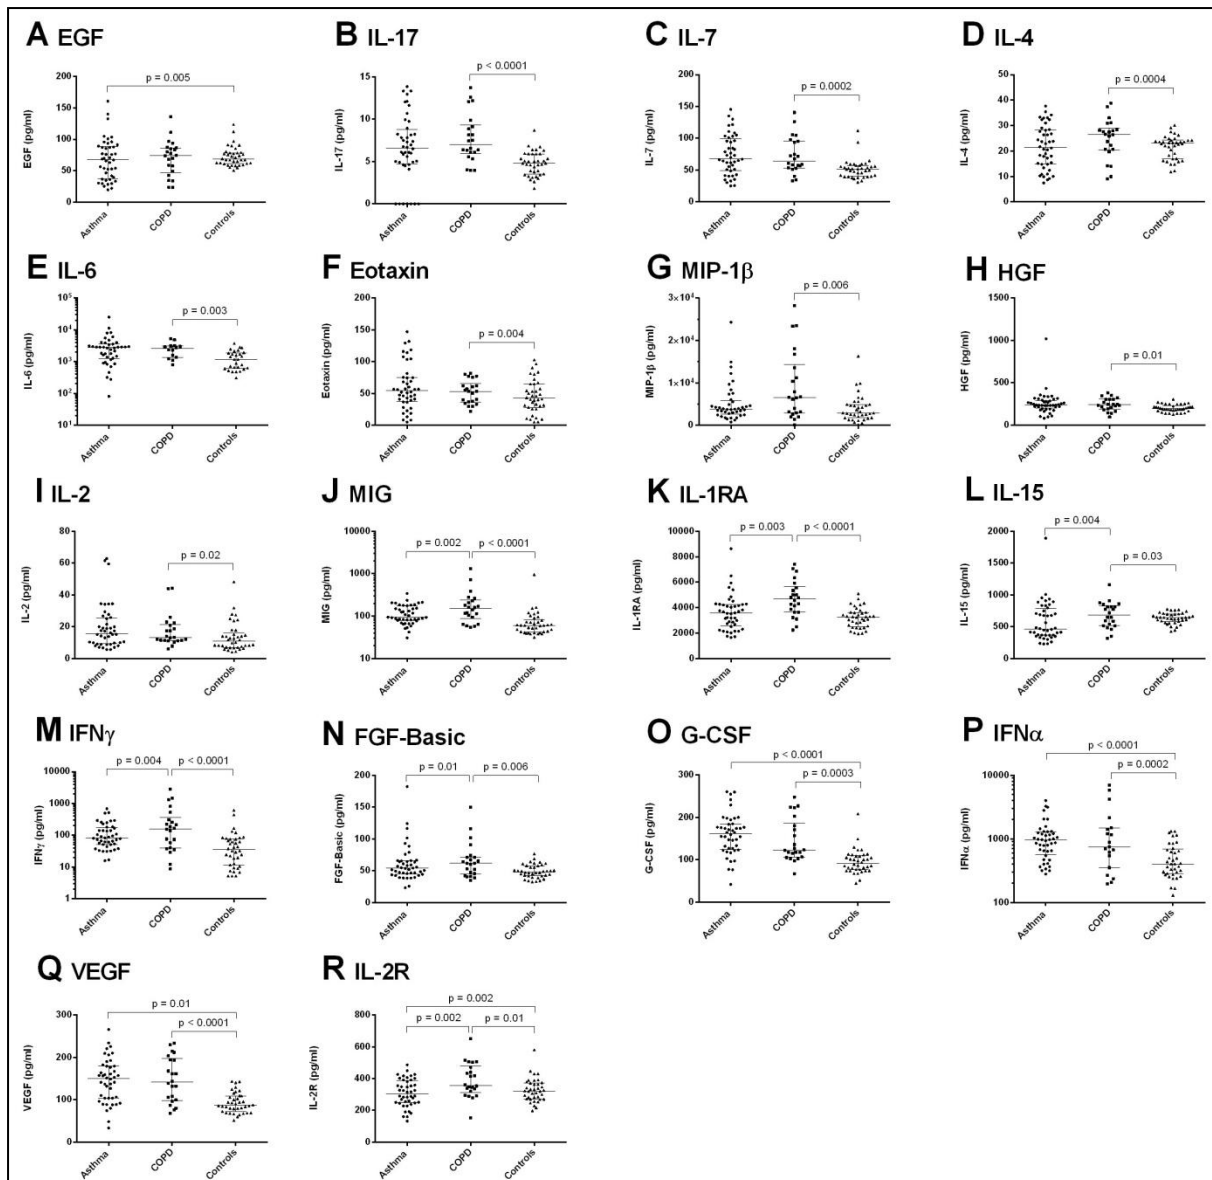 A EGF
p = 0.005
EGF (pg/ml)
200
150
100
50
0
Asthma
COPD
Controls
B IL-17
p < 0.0001
IL-17 (pg/ml)
15
10
5
0
Asthma
COPD
Controls
C IL-7
p = 0.0002
IL-7 (pg/ml)
200
150
100
50
0
Asthma
COPD
Controls
D IL-4
p = 0.0004
IL-4 (pg/ml)
50
40
30
20
10
0
Asthma
COPD
Controls
E IL-6
p = 0.003
IL-6 (pg/ml)
10⁵
10⁴
10³
10²
10¹
Asthma
COPD
Controls
F Eotaxin
p = 0.004
Eotaxin (pg/ml)
200
150
100
50
0
Asthma
COPD
Controls
G MIP-1β
p = 0.006
MIP-1β (pg/ml)
3×10⁴
2×10⁴
1×10⁴
0
Asthma
COPD
Controls
H HGF
p = 0.01
HGF (pg/ml)
1500
1000
500
0
Asthma
COPD
Controls
I IL-2
p = 0.02
IL-2 (pg/ml)
80
60
40
20
0
Asthma
COPD
Controls
J MIG
p = 0.002
p < 0.0001
MIG (pg/ml)
10000
1000
100
10
Asthma
COPD
Controls
K IL-1RA
p = 0.003
p < 0.0001
IL-1RA (pg/ml)
10000
8000
6000
4000
2000
0
Asthma
COPD
Controls
L IL-15
p = 0.004
p = 0.03
IL-15 (pg/ml)
2000
1500
1000
500
0
Asthma
COPD
Controls
M IFNγ
p = 0.004
p < 0.0001
IFNγ (pg/ml)
10000
1000
100
10
1
Asthma
COPD
Controls
N FGF-Basic
p = 0.01
p = 0.006
FGF-Basic (pg/ml)
200
150
100
50
0
Asthma
COPD
Controls
O G-CSF
p < 0.0001
p = 0.0003
G-CSF (pg/ml)
300
200
100
0
Asthma
COPD
Controls
P IFNα
p < 0.0001
p = 0.0002
IFNα (pg/ml)
10000
1000
100
Asthma
COPD
Controls
Q VEGF
p = 0.01
p < 0.0001
VEGF (pg/ml)
300
200
100
0
Asthma
COPD
Controls
R IL-2R
p = 0.002
p = 0.002
p = 0.01
IL-2R (pg/ml)
800
600
400
200
0
Asthma
COPD
Controls